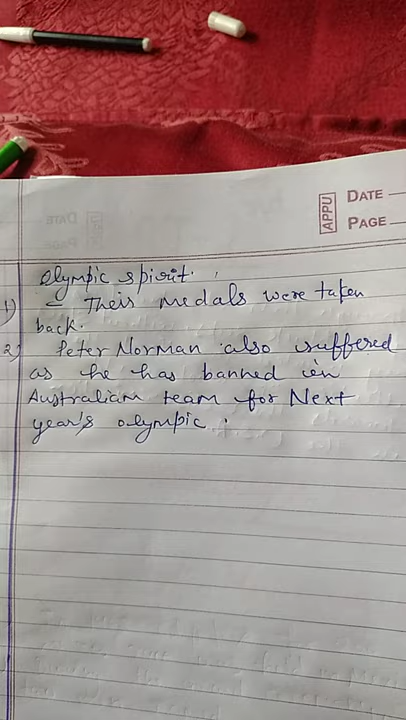 APPU
DATE
PAGE
Olympic spirit.
1) - Their medals were taken
back.
2) Peter Norman also suffered
as he has banned in
Australian team for Next
year's olympic.